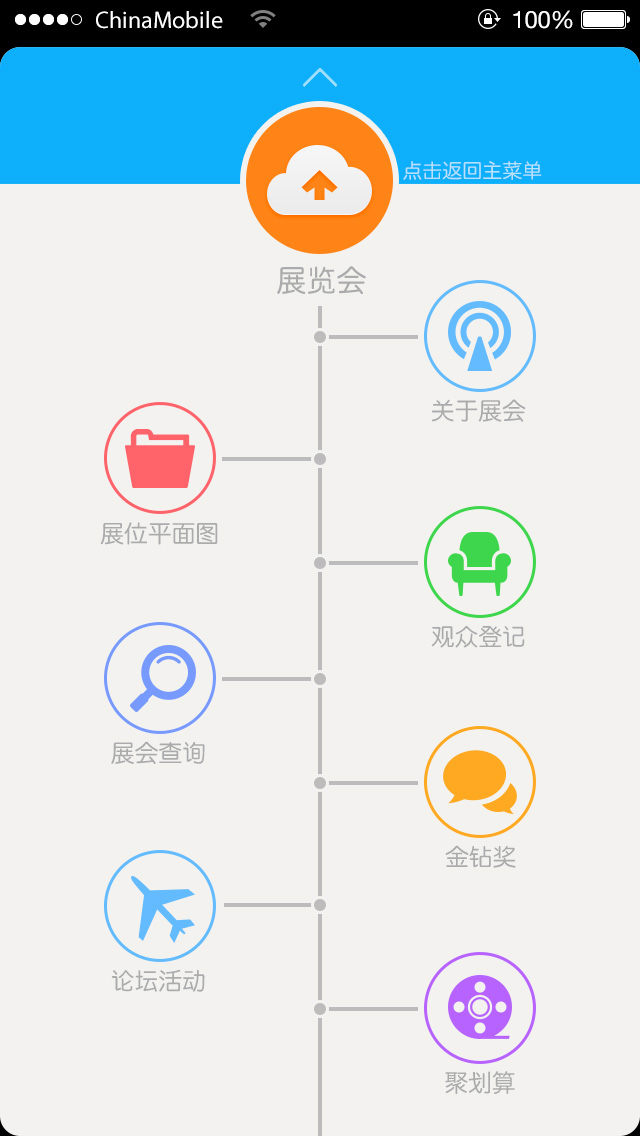 ChinaMobile 100%
点击返回主菜单
展览会
关于展会
展位平面图
观众登记
展会查询
金钻奖
论坛活动
聚划算